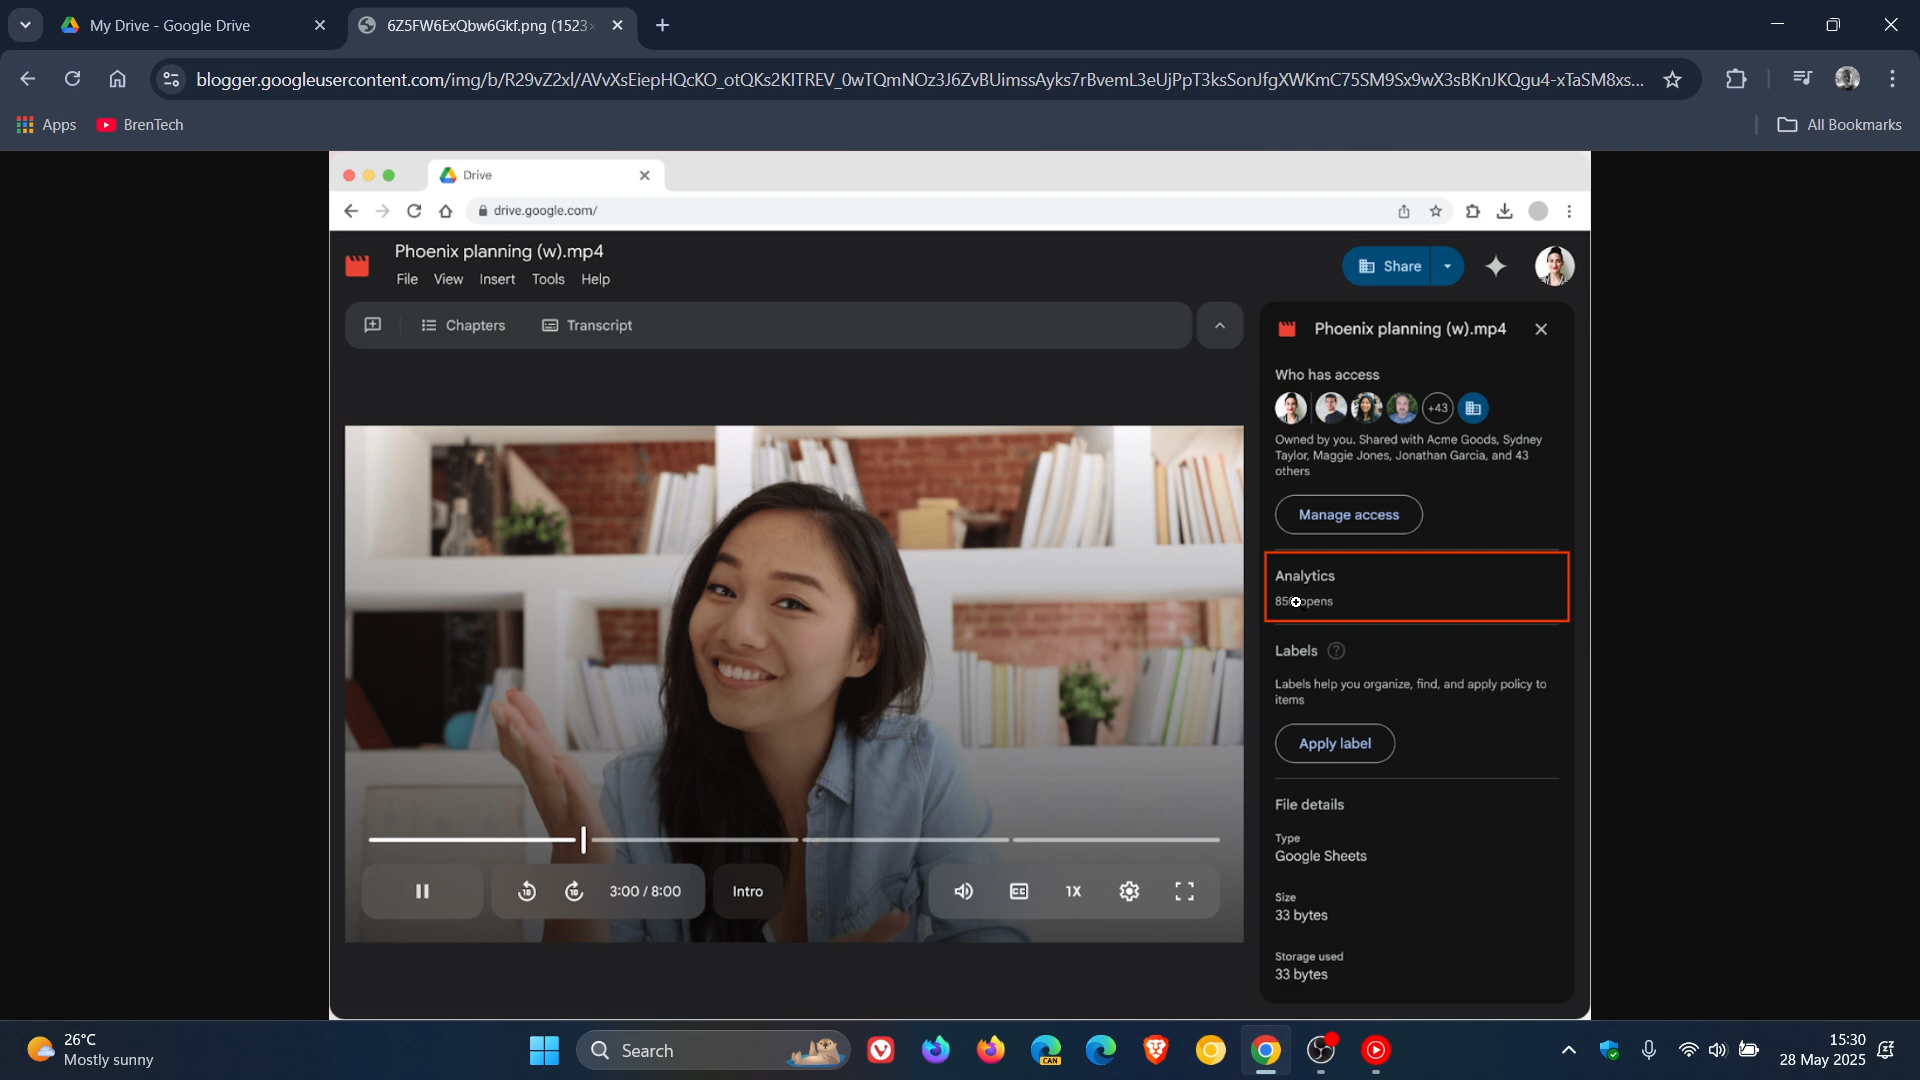 My Drive - Google Drive
6Z5FW6ExQbw6Gkf.png (1523
blogger.googleusercontent.com/img/b/R29vZ2xl/AVvXsEiepHQcKO_otQKs2KITREV_0wTQmNOz3J6ZvBUimssAyks7rBvemL3eUjPpT3ksSonJfgXWKmC75SM9Sx9wX3sBKnJKQgu4-xTaSM8xs...
Apps
BrenTech
All Bookmarks
Drive
drive.google.com/
Phoenix planning (w).mp4
File View Insert Tools Help
Share
Chapters
Transcript
Phoenix planning (w).mp4
Who has access
+43
Owned by you. Shared with Acme Goods, Sydney
Taylor, Maggie Jones, Jonathan Garcia, and 43
others
Manage access
Analytics
opens
Labels
Labels help you organize, find, and apply policy to
items
Apply label
File details
Type
Google Sheets
Size
33 bytes
Storage used
33 bytes
10
10
3:00 / 8:00
Intro
CC
1X
26°C
Mostly sunny
Search
CAN
15:30
28 May 2025